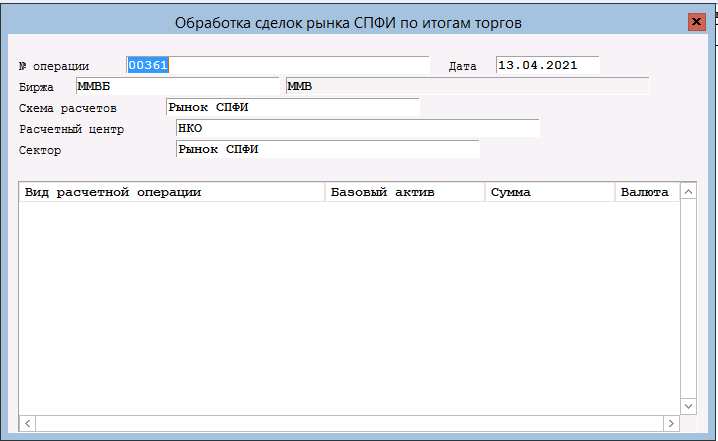 Обработка сделок рынка СПФИ по итогам торгов
№ операции 00361 Дата 13.04.2021
Биржа ММВБ ММВ
Схема расчетов Рынок СПФИ
Расчетный центр НКО
Сектор Рынок СПФИ
Вид расчетной операции Базовый актив Сумма Валюта